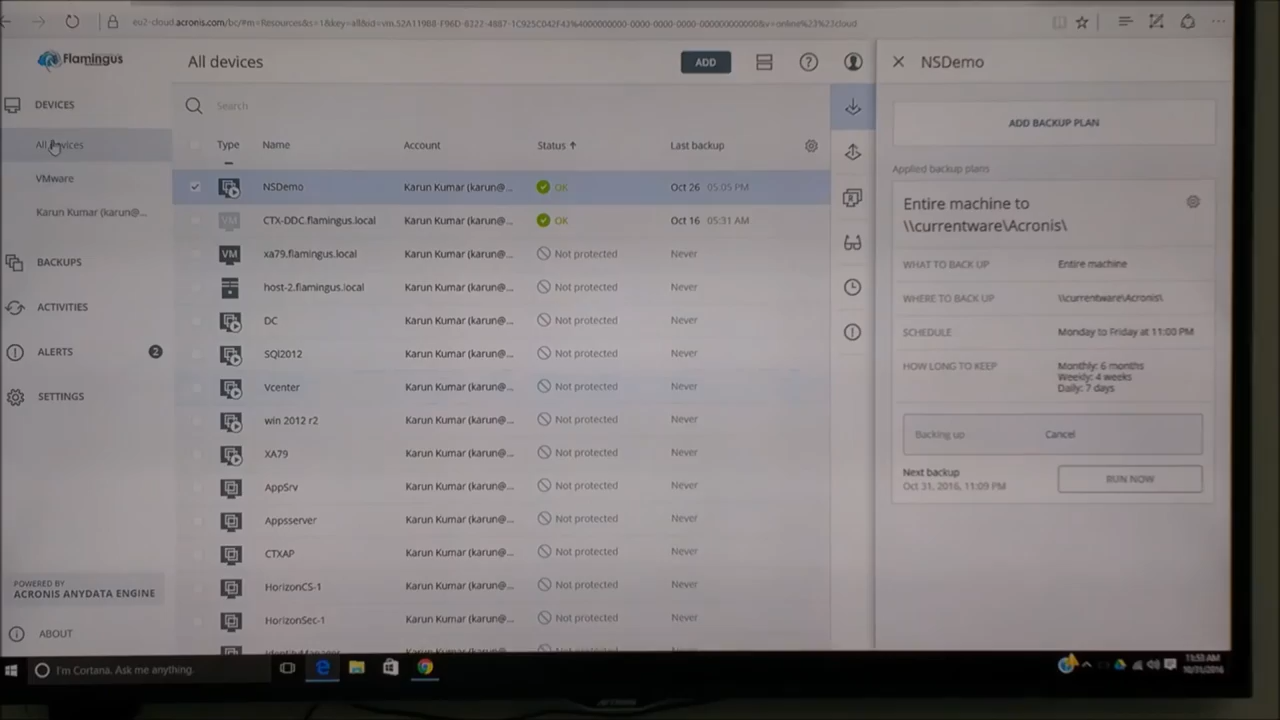 Flamingus
All devices
ADD
NSDemo
DEVICES
Search
ADD BACKUP PLAN
All devices
Type Name Account Status ↑ Last backup
Applied backup plans
VMware
NSDemo Karun Kumar (karun@... OK Oct 26 05:05 PM
Entire machine to
\\currentware\Acronis\
Karun Kumar (karun@...
CTX-DDC.flamingus.local Karun Kumar (karun@... OK Oct 16 05:31 AM
VM xa79.flamingus.local Karun Kumar (karun@... Not protected Never
BACKUPS
WHAT TO BACK UP Entire machine
host-2.flamingus.local Karun Kumar (karun@... Not protected Never
WHERE TO BACK UP \\currentware\Acronis\
ACTIVITIES
DC Karun Kumar (karun@... Not protected Never
SCHEDULE Monday to Friday at 11:00 PM
ALERTS 2
SQl2012 Karun Kumar (karun@... Not protected Never
HOW LONG TO KEEP Monthly: 6 months
Weekly: 4 weeks
Daily: 7 days
Vcenter Karun Kumar (karun@... Not protected Never
SETTINGS
win 2012 r2 Karun Kumar (karun@... Not protected Never
Backing up Cancel
XA79 Karun Kumar (karun@... Not protected Never
Next backup
Oct 31, 2016, 11:09 PM
RUN NOW
AppSrv Karun Kumar (karun@... Not protected Never
Appsserver Karun Kumar (karun@... Not protected Never
CTXAP Karun Kumar (karun@... Not protected Never
HorizonCS-1 Karun Kumar (karun@... Not protected Never
POWERED BY
ACRONIS ANYDATA ENGINE
HorizonSec-1 Karun Kumar (karun@... Not protected Never
ABOUT
I'm Cortana. Ask me anything.
11:53 AM
10/31/2016